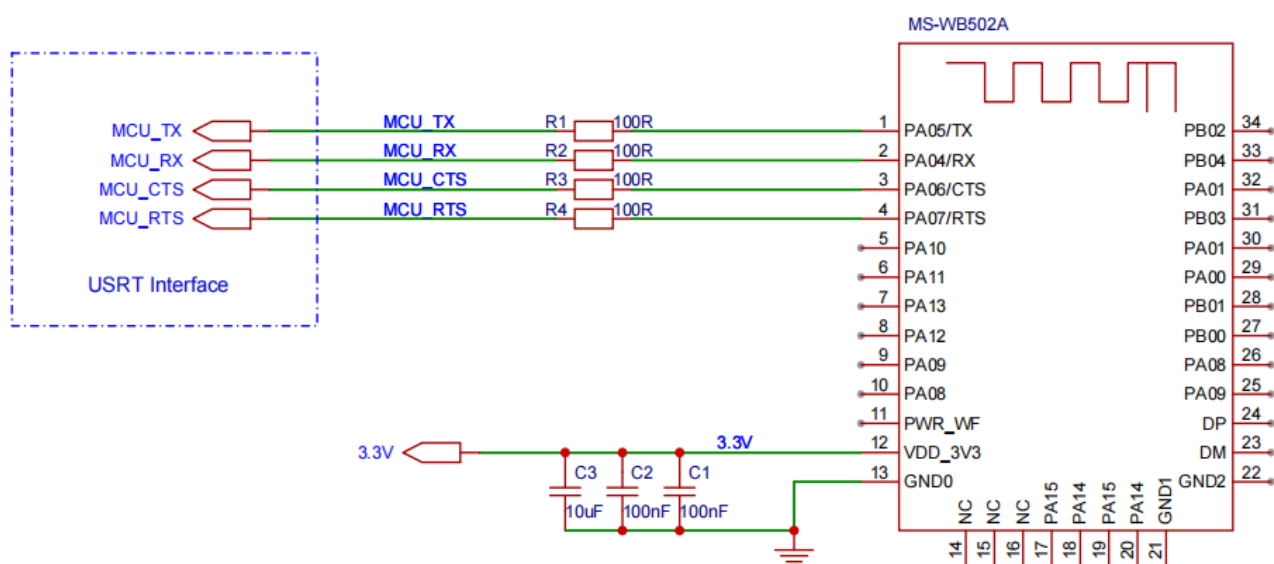 MS-WB502A
MCU_TX MCU_TX R1 100R 1 PA05/TX PB02 34
MCU_RX MCU_RX R2 100R 2 PA04/RX PB04 33
MCU_CTS MCU_CTS R3 100R 3 PA06/CTS PA01 32
MCU_RTS MCU_RTS R4 100R 4 PA07/RTS PB03 31
5 PA10 PA01 30
USRT Interface 6 PA11 PA00 29
7 PA13 PB01 28
8 PA12 PB00 27
9 PA09 PA08 26
10 PA08 PA09 25
11 PWR_WF DP 24
3.3V 3.3V 12 VDD_3V3 DM 23
C3 C2 C1 13 GND0 GND2 22
10uF 100nF 100nF
NC NC NC PA15 PA14 PA15 PA14 GND1
14 15 16 17 18 19 20 21